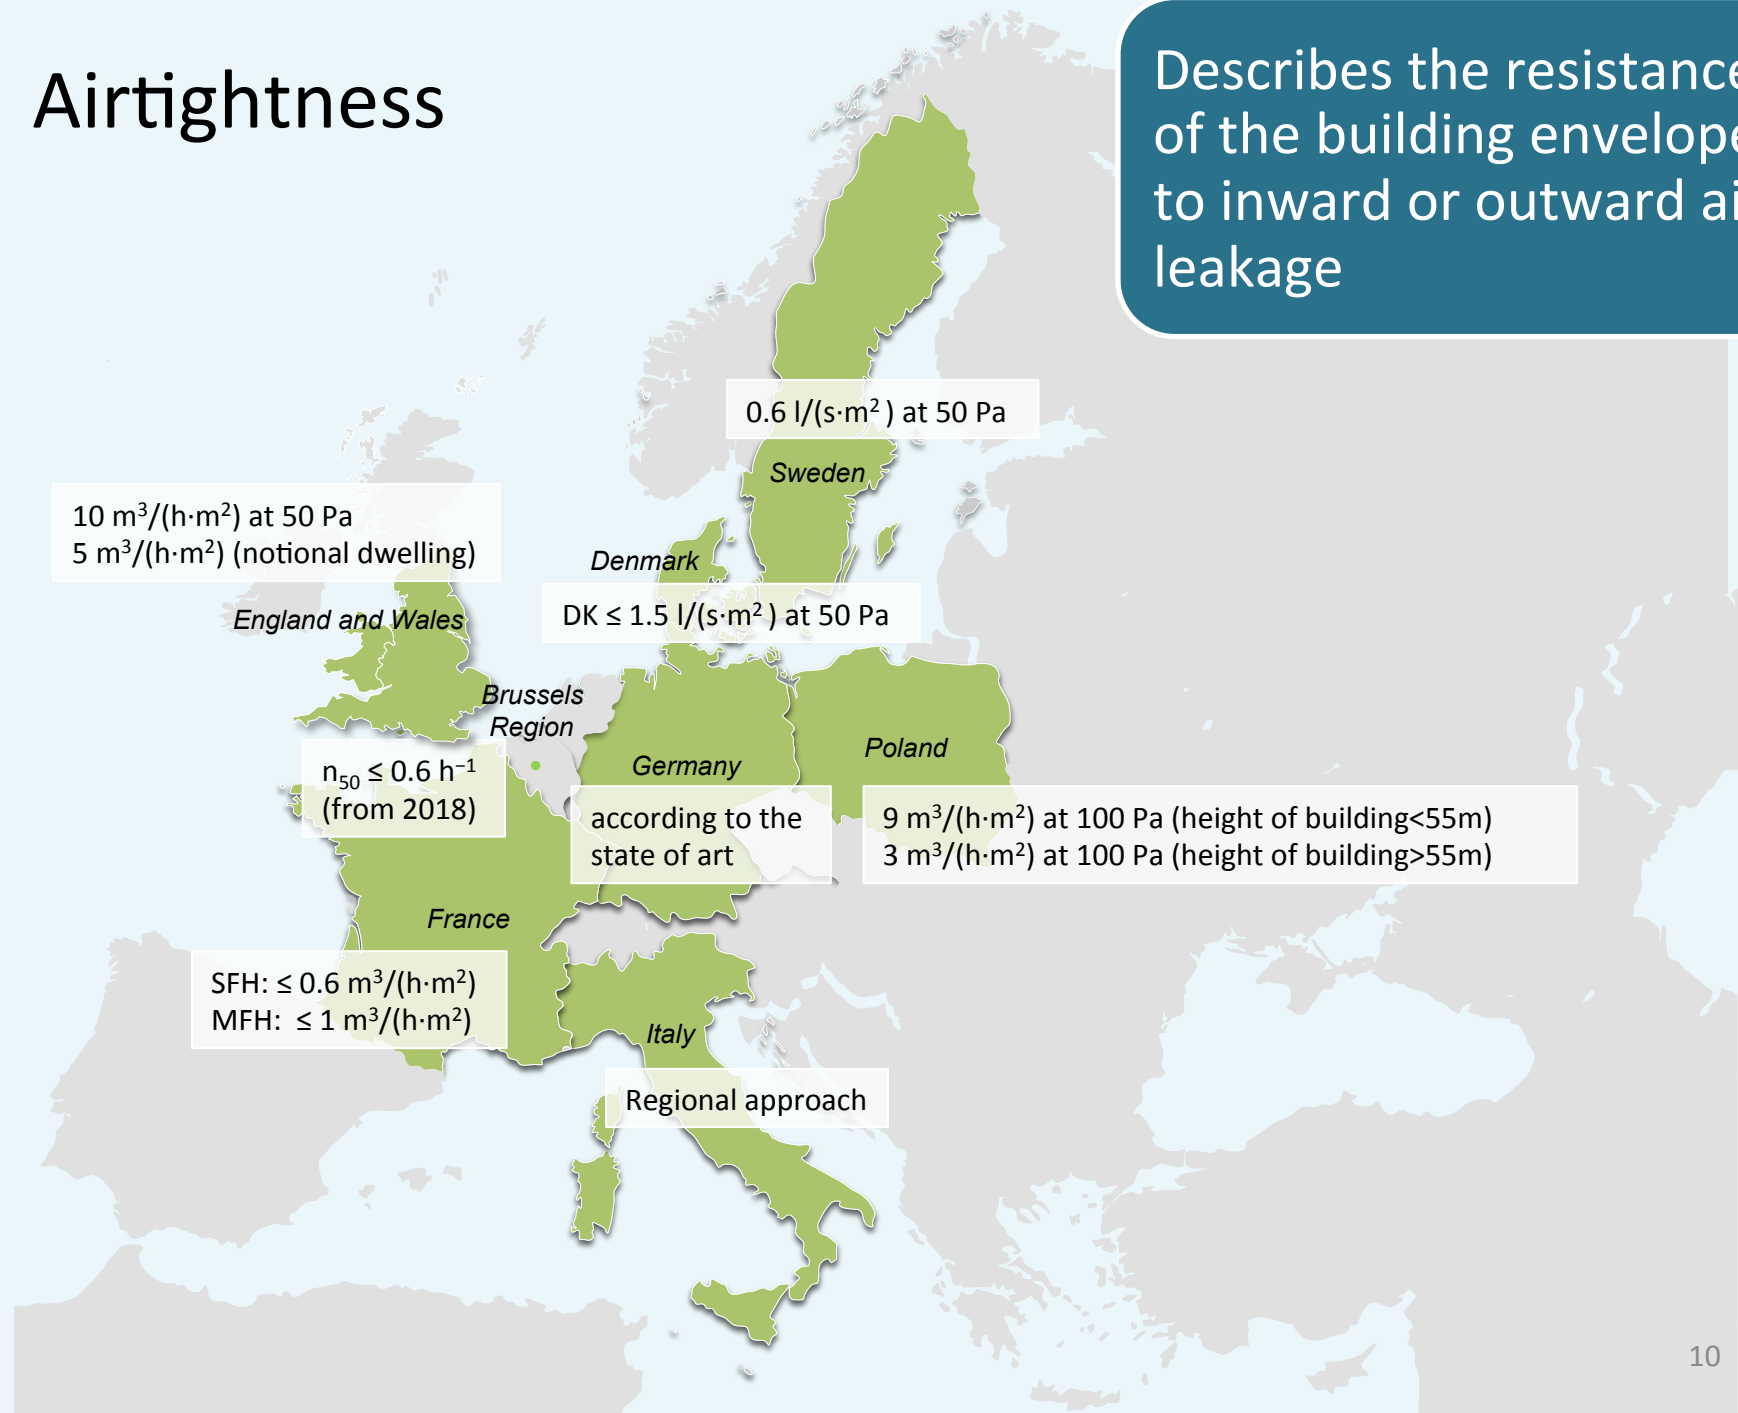 Airtightness
Describes the resistance
of the building envelope
to inward or outward ai
leakage
0.6 l/(s·m²) at 50 Pa
Sweden
10 m³/(h·m²) at 50 Pa
5 m³/(h·m²) (notional dwelling)
England and Wales
Denmark
DK ≤ 1.5 l/(s·m²) at 50 Pa
Brussels
Region
n₅₀ ≤ 0.6 h⁻¹
(from 2018)
Germany
according to the
state of art
Poland
9 m³/(h·m²) at 100 Pa (height of building<55m)
3 m³/(h·m²) at 100 Pa (height of building>55m)
France
SFH: ≤ 0.6 m³/(h·m²)
MFH: ≤ 1 m³/(h·m²)
Italy
Regional approach
10